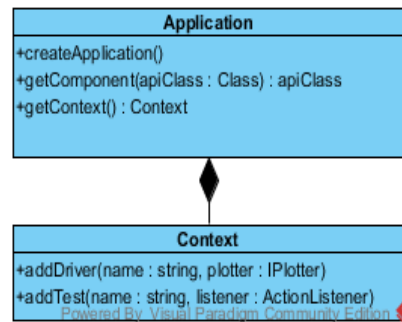 Application
+createApplication()
+getComponent(apiClass : Class) : apiClass
+getContext() : Context
Context
+addDriver(name : string, plotter : IPlotter)
+addTest(name : string, listener : ActionListener)
Powered By Visual Paradigm Community Edition